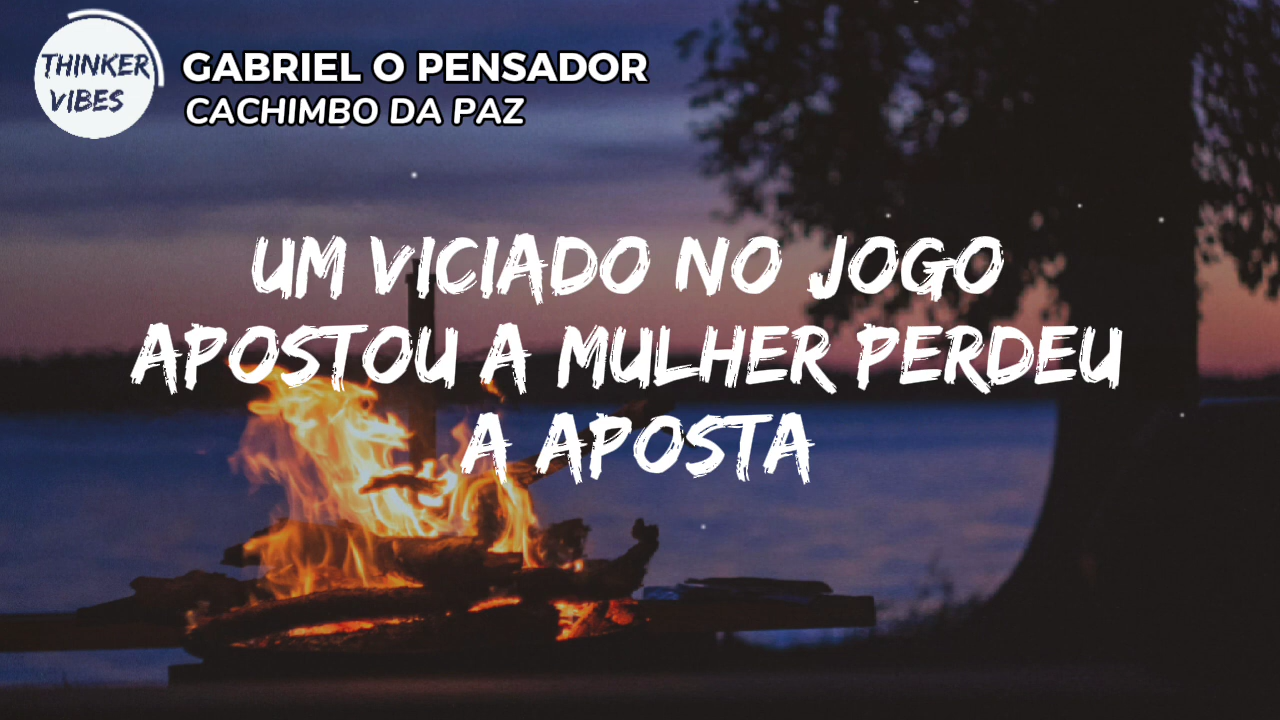 THINKER
VIBES
GABRIEL O PENSADOR
CACHIMBO DA PAZ
UM VICIADO NO JOGO
APOSTOU A MULHER PERDEU
A APOSTA